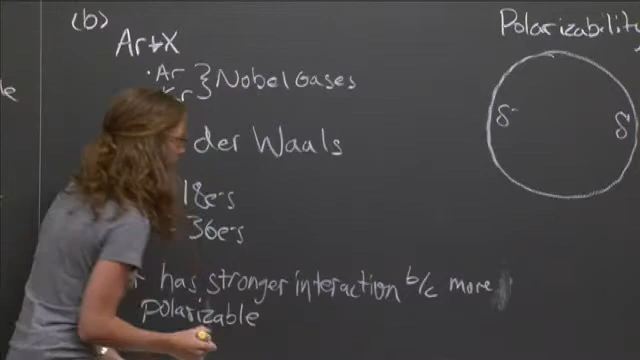 (b)
Polarizability
Ar+X
·Ar } Nobel Gases
Kr
der Waals
18e-s
36e-s
δ- δ+
r has stronger interaction b/c more
polarizable